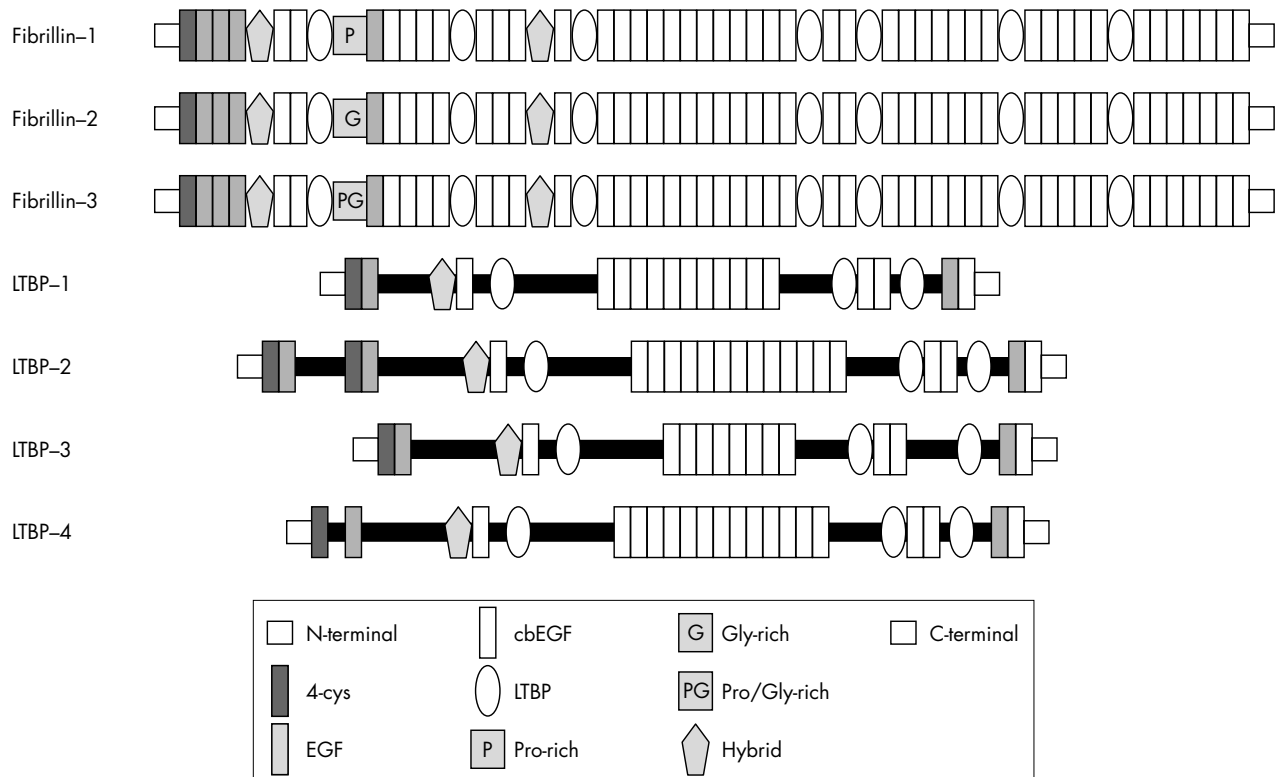 Fibrillin–1
P
Fibrillin–2
G
Fibrillin–3
PG
LTBP–1
LTBP–2
LTBP–3
LTBP–4
N-terminal cbEGF G Gly-rich C-terminal
4-cys LTBP PG Pro/Gly-rich
EGF P Pro-rich Hybrid